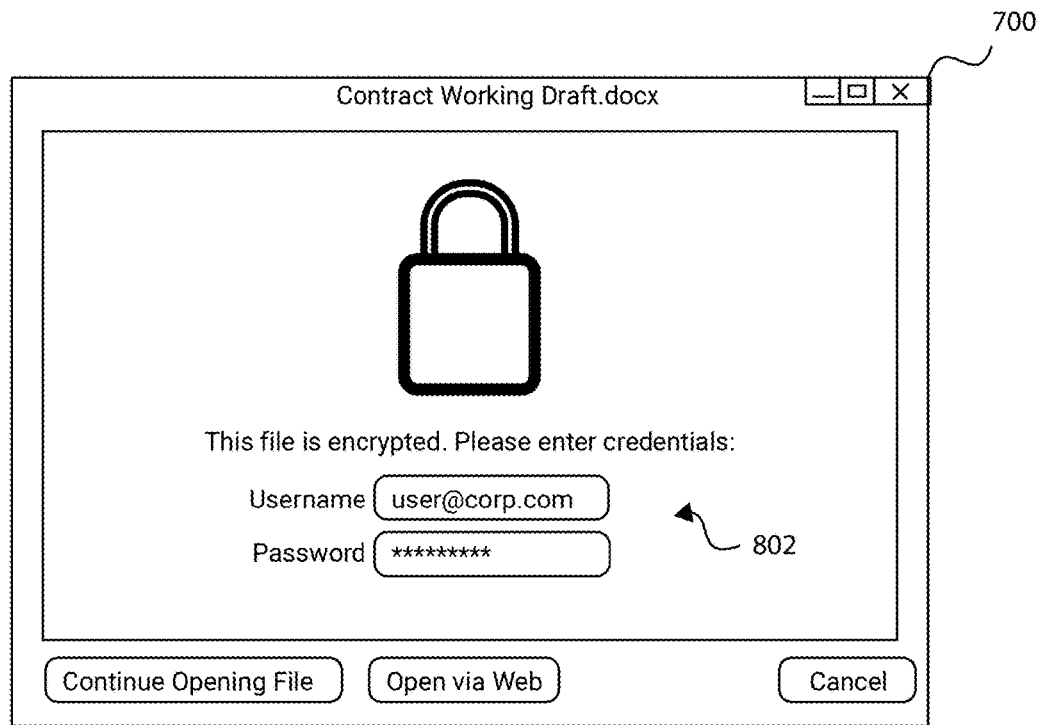 700
Contract Working Draft.docx
This file is encrypted. Please enter credentials:
Username user@corp.com
Password *********
802
Continue Opening File Open via Web Cancel